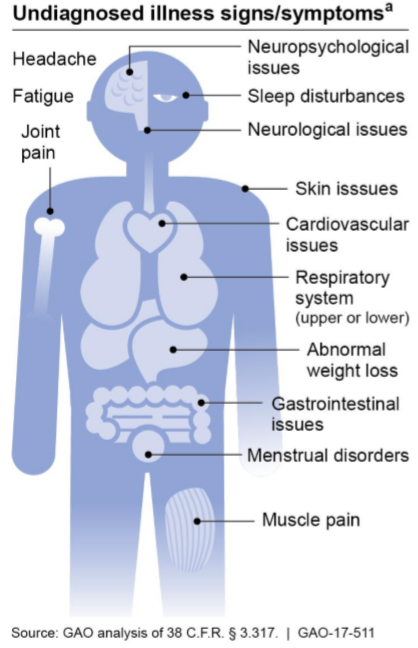 Undiagnosed illness signs/symptomsa
Headache
Fatigue
Joint
pain
Neuropsychological
issues
Sleep disturbances
Neurological issues
Skin isssues
Cardiovascular
issues
Respiratory
system
(upper or lower)
Abnormal
weight loss
Gastrointestinal
issues
Menstrual disorders
Muscle pain
Source: GAO analysis of 38 C.F.R. § 3.317. | GAO-17-511